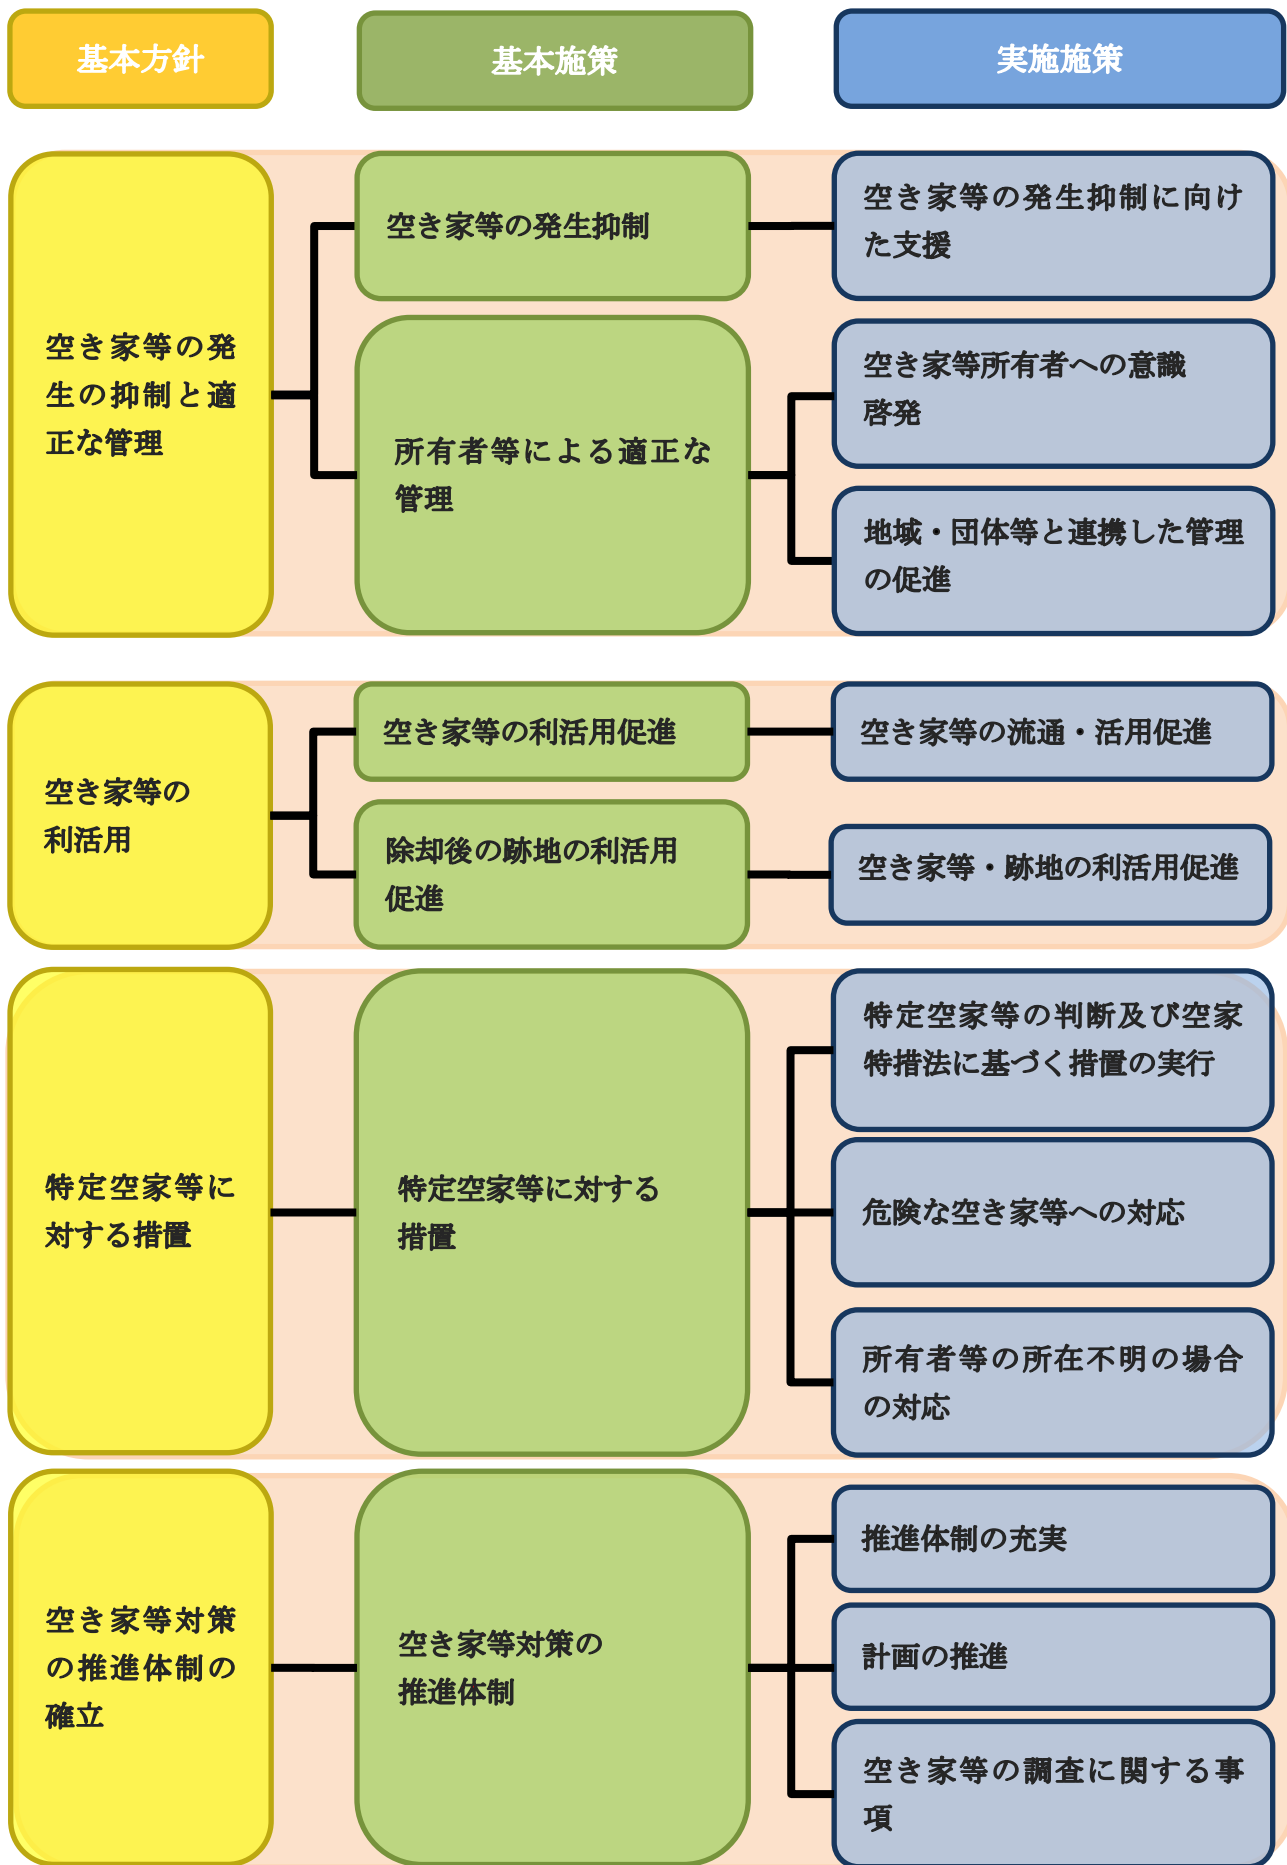 基本方針
基本施策
実施施策
空き家等の発
生の抑制と適
正な管理
空き家等の発生抑制
空き家等の発生抑制に向け
た支援
所有者等による適正な
管理
空き家等所有者への意識
啓発
地域・団体等と連携した管理
の促進
空き家等の
利活用
空き家等の利活用促進
空き家等の流通・活用促進
除却後の跡地の利活用
促進
空き家等・跡地の利活用促進
特定空家等に
対する措置
特定空家等に対する
措置
特定空家等の判断及び空家
特措法に基づく措置の実行
危険な空き家等への対応
所有者等の所在不明の場合
の対応
空き家等対策
の推進体制の
確立
空き家等対策の
推進体制
推進体制の充実
計画の推進
空き家等の調査に関する事
項